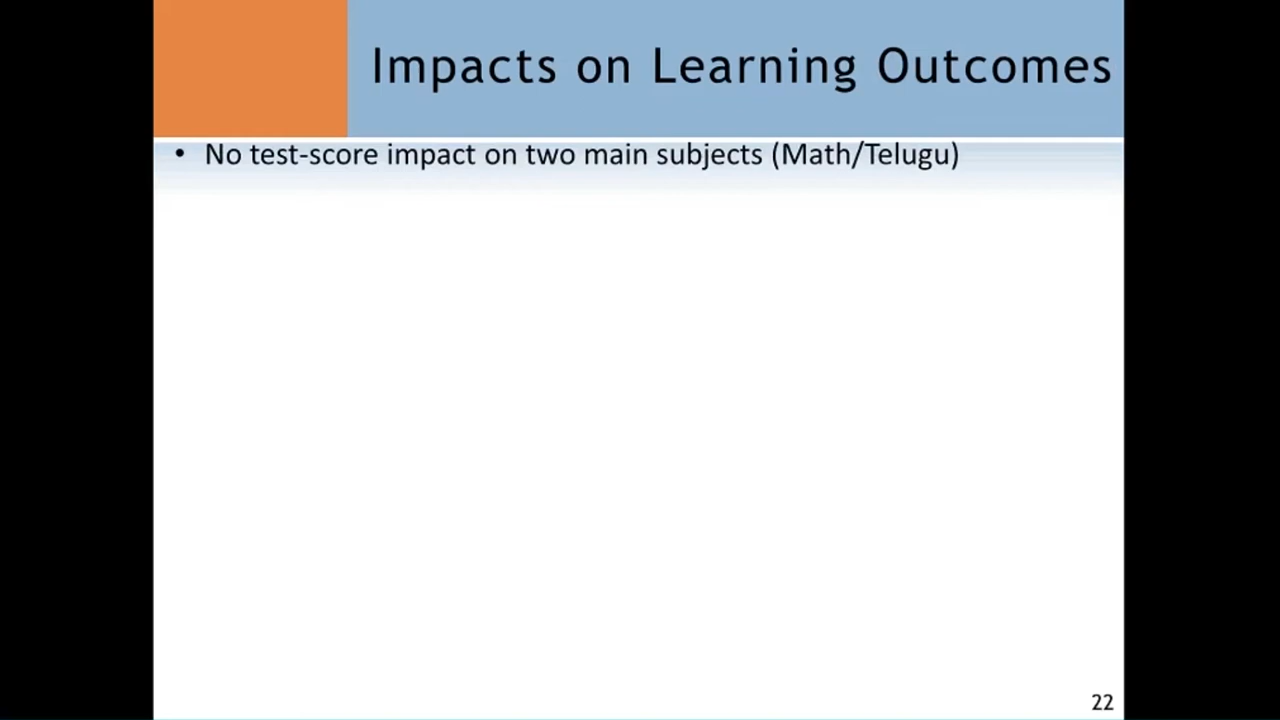 Impacts on Learning Outcomes
• No test-score impact on two main subjects (Math/Telugu)
22